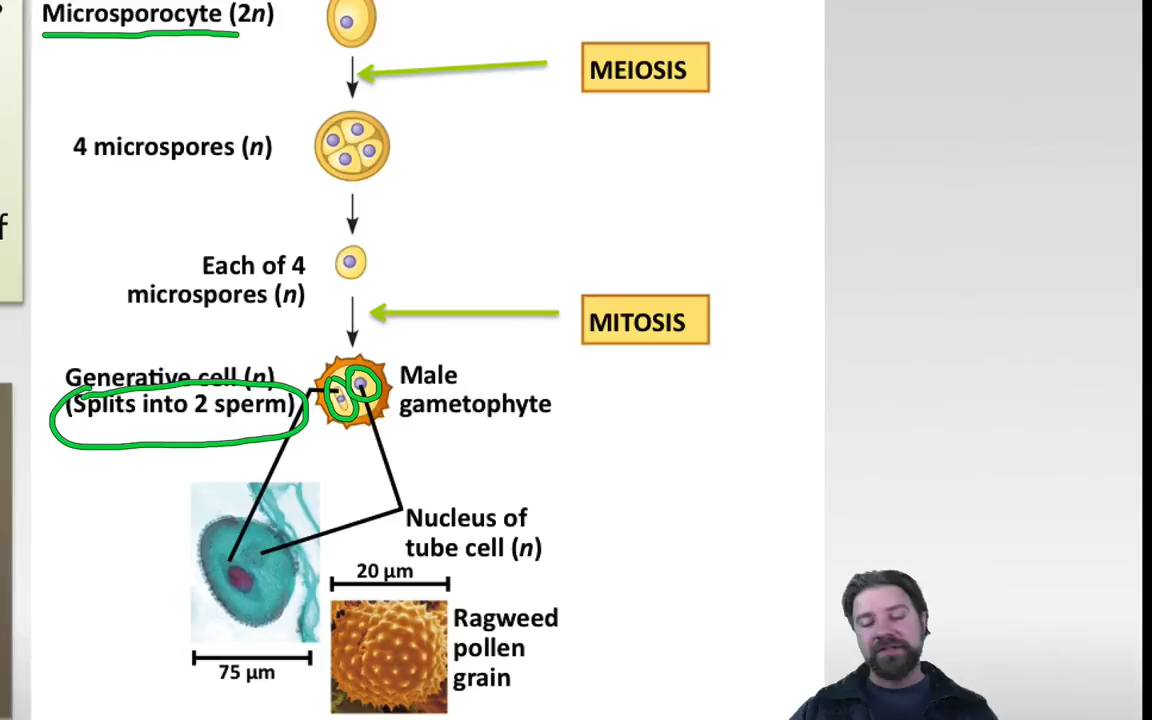 Microsporocyte (2n)
MEIOSIS
4 microspores (n)
f
Each of 4
microspores (n)
MITOSIS
Generative cell (n)
(Splits into 2 sperm)
Male
gametophyte
Nucleus of
tube cell (n)
20 μm
Ragweed
pollen
grain
75 μm